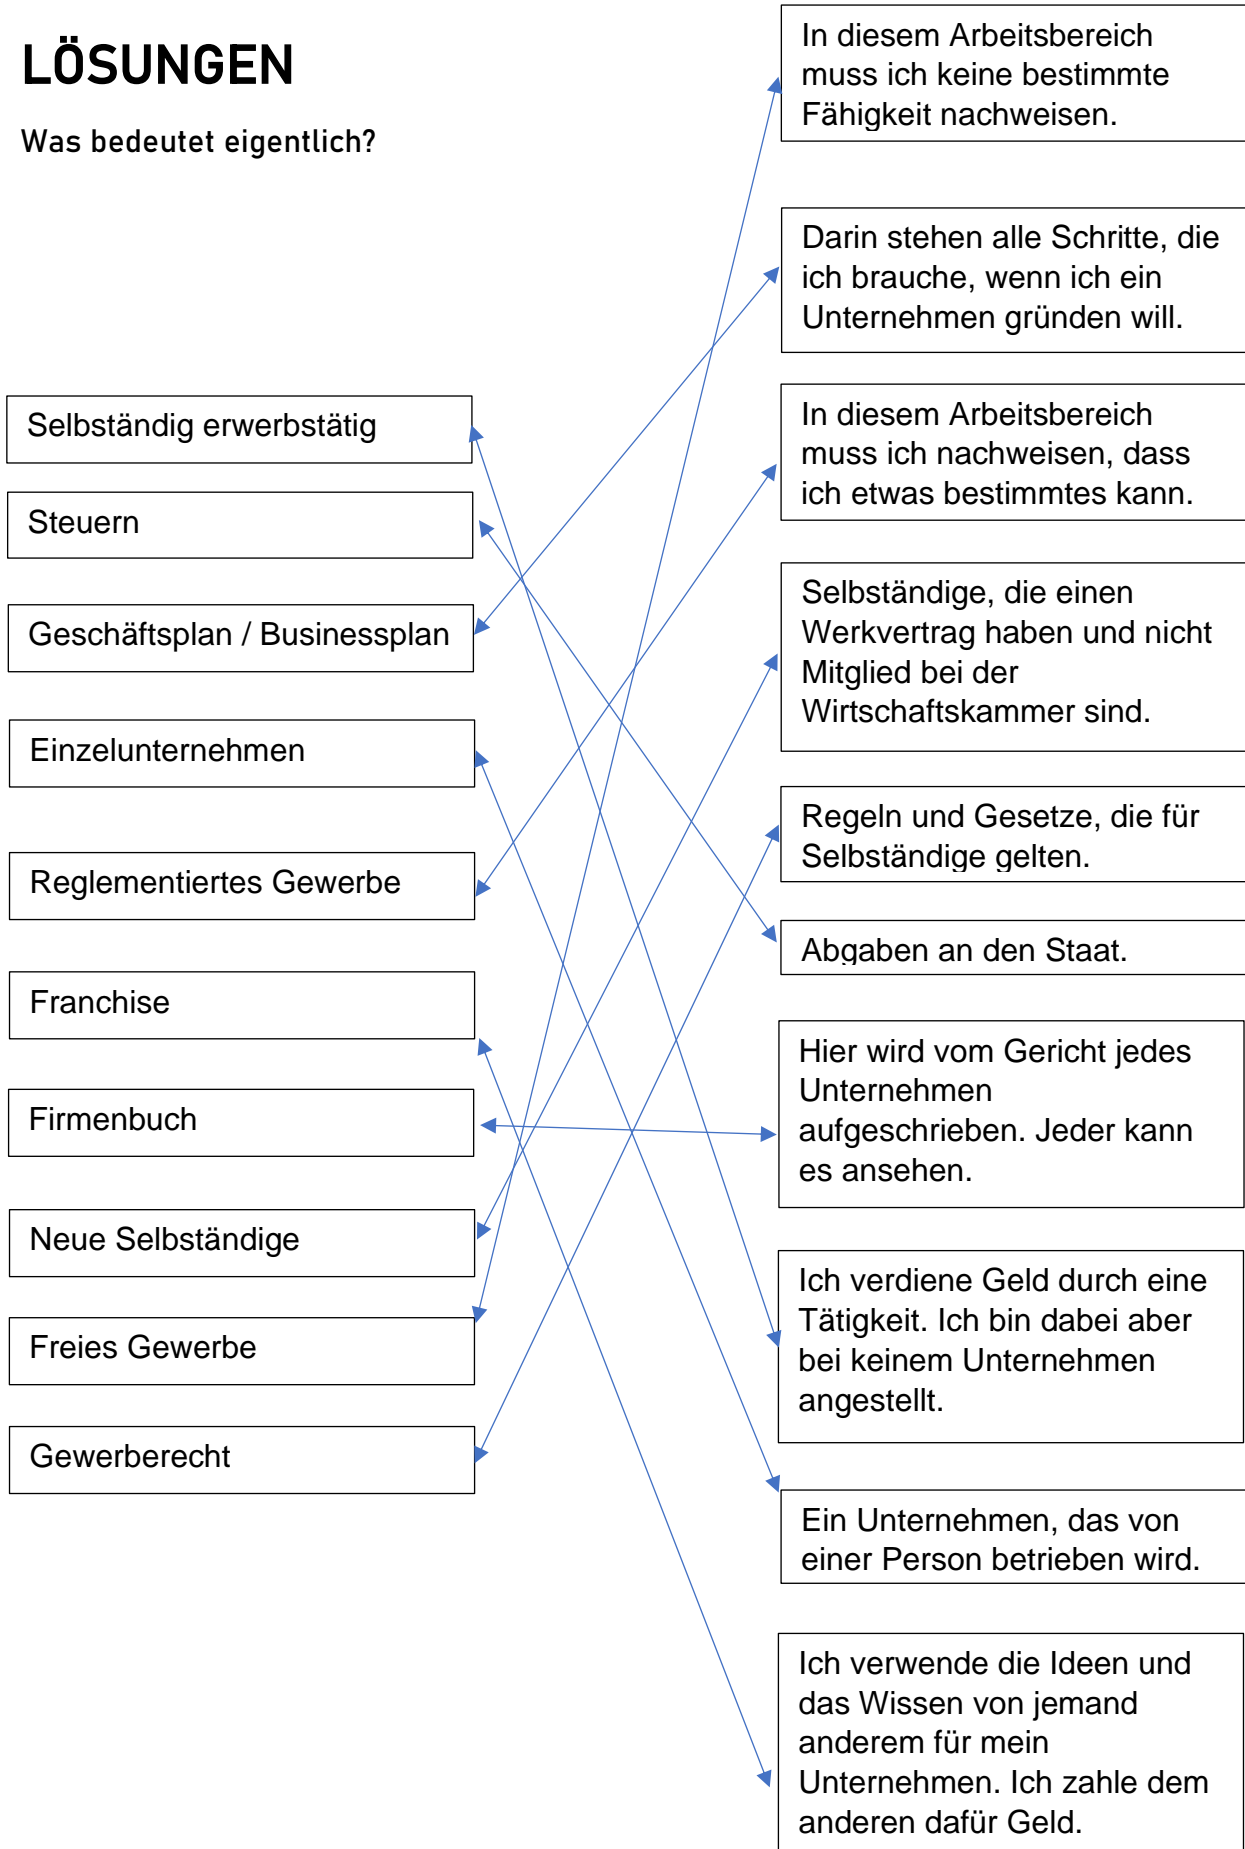 LÖSUNGEN
Was bedeutet eigentlich?
Selbständig erwerbstätig
Steuern
Geschäftsplan / Businessplan
Einzelunternehmen
Reglementiertes Gewerbe
Franchise
Firmenbuch
Neue Selbständige
Freies Gewerbe
Gewerberecht
In diesem Arbeitsbereich
muss ich keine bestimmte
Fähigkeit nachweisen.
Darin stehen alle Schritte, die
ich brauche, wenn ich ein
Unternehmen gründen will.
In diesem Arbeitsbereich
muss ich nachweisen, dass
ich etwas bestimmtes kann.
Selbständige, die einen
Werkvertrag haben und nicht
Mitglied bei der
Wirtschaftskammer sind.
Regeln und Gesetze, die für
Selbständige gelten.
Abgaben an den Staat.
Hier wird vom Gericht jedes
Unternehmen
aufgeschrieben. Jeder kann
es ansehen.
Ich verdiene Geld durch eine
Tätigkeit. Ich bin dabei aber
bei keinem Unternehmen
angestellt.
Ein Unternehmen, das von
einer Person betrieben wird.
Ich verwende die Ideen und
das Wissen von jemand
anderem für mein
Unternehmen. Ich zahle dem
anderen dafür Geld.